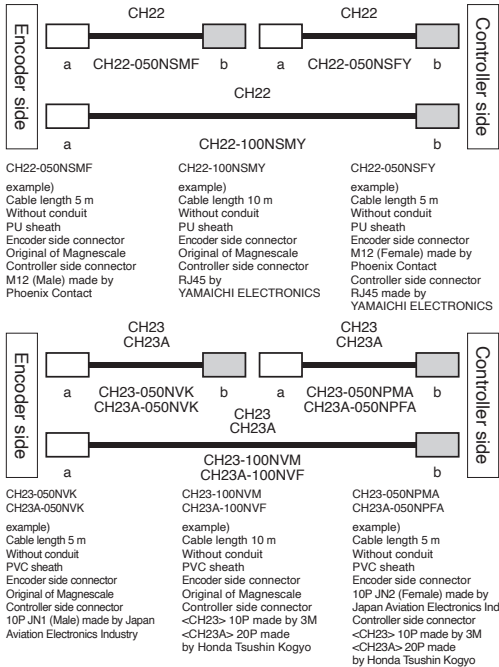 CH22
CH22
Encoder side
Controller side
a
CH22-050NSMF
b
a
CH22-050NSFY
b
CH22
a
CH22-100NSMY
b
CH22-050NSMF
example)
Cable length 5 m
Without conduit
PU sheath
Encoder side connector
Original of Magnescale
Controller side connector
M12 (Male) made by
Phoenix Contact
CH22-100NSMY
example)
Cable length 10 m
Without conduit
PU sheath
Encoder side connector
Original of Magnescale
Controller side connector
RJ45 by
YAMAICHI ELECTRONICS
CH22-050NSFY
example)
Cable length 5 m
Without conduit
PU sheath
Encoder side connector
M12 (Female) made by
Phoenix Contact
Controller side connector
RJ45 made by
YAMAICHI ELECTRONICS
CH23
CH23A
CH23
CH23A
Encoder side
Controller side
a
CH23-050NVK
CH23A-050NVK
b
a
CH23-050NPMA
CH23A-050NPFA
b
CH23
CH23A
a
CH23-100NVM
CH23A-100NVF
b
CH23-050NVK
CH23A-050NVK
example)
Cable length 5 m
Without conduit
PVC sheath
Encoder side connector
Original of Magnescale
Controller side connector
10P JN1 (Male) made by Japan
Aviation Electronics Industry
CH23-100NVM
CH23A-100NVF
example)
Cable length 10 m
Without conduit
PVC sheath
Encoder side connector
Original of Magnescale
Controller side connector
<CH23> 10P made by 3M
<CH23A> 20P made
by Honda Tsushin Kogyo
CH23-050NPMA
CH23A-050NPFA
example)
Cable length 5 m
Without conduit
PVC sheath
Encoder side connector
10P JN2 (Female) made by
Japan Aviation Electronics Ind
Controller side connector
<CH23> 10P made by 3M
<CH23A> 20P made
by Honda Tsushin Kogyo